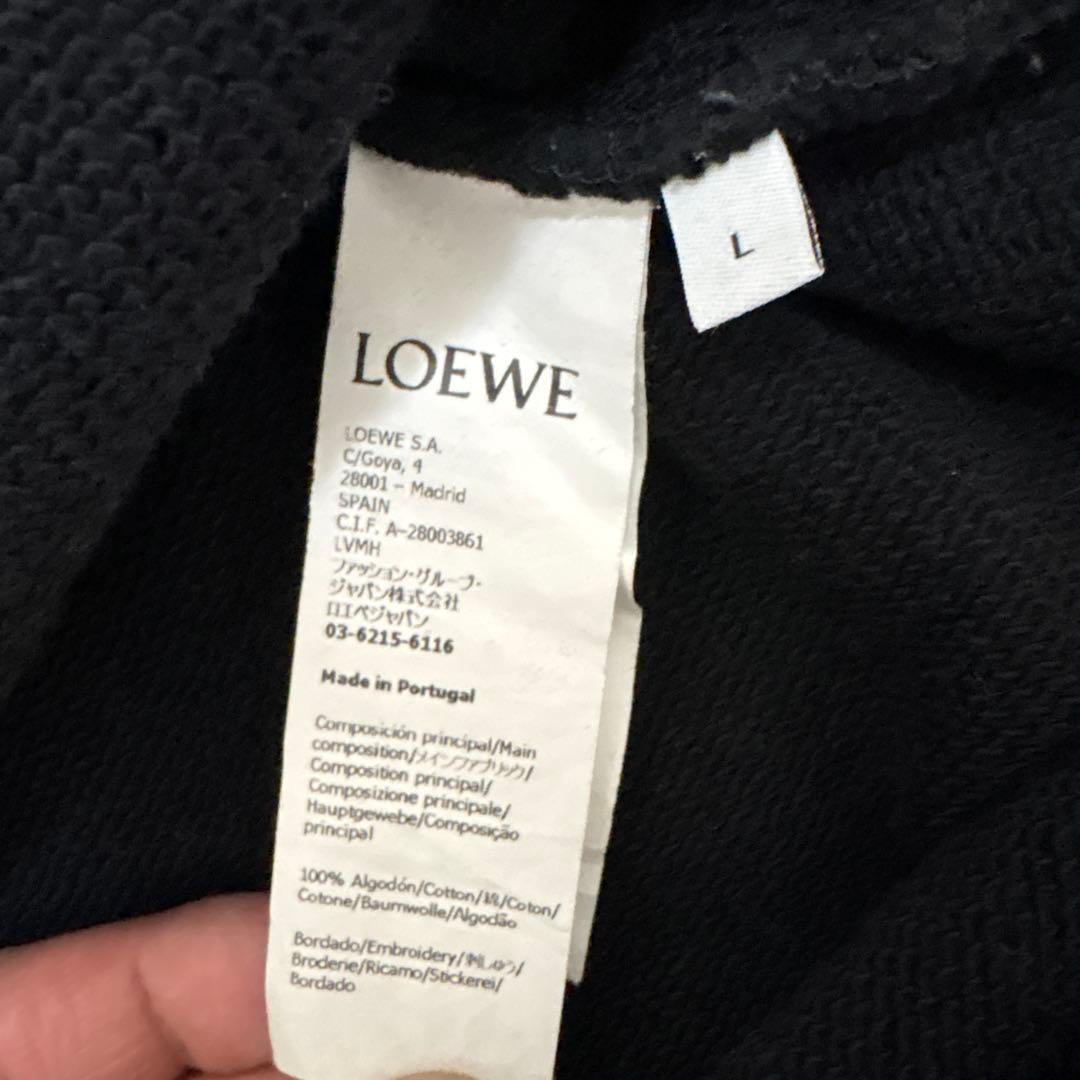 L
LOEWE
LOEWE S.A.
C/Goya, 4
28001 - Madrid
SPAIN
C.I.F. A-28003861
LVMH
ファッション・グループ・
ジャパン株式会社
ロエベジャパン
03-6215-6116
Made in Portugal
Composición principal/Main
composition/メインファブリック/
Composition principal/
Composizione principale/
Hauptgewebe/Composição
principal
100% Algodón/Cotton/綿/Coton/
Cotone/Baumwolle/Algodão
Bordado/Embroidery/刺しゅう/
Broderie/Ricamo/Stickerei/
Bordado